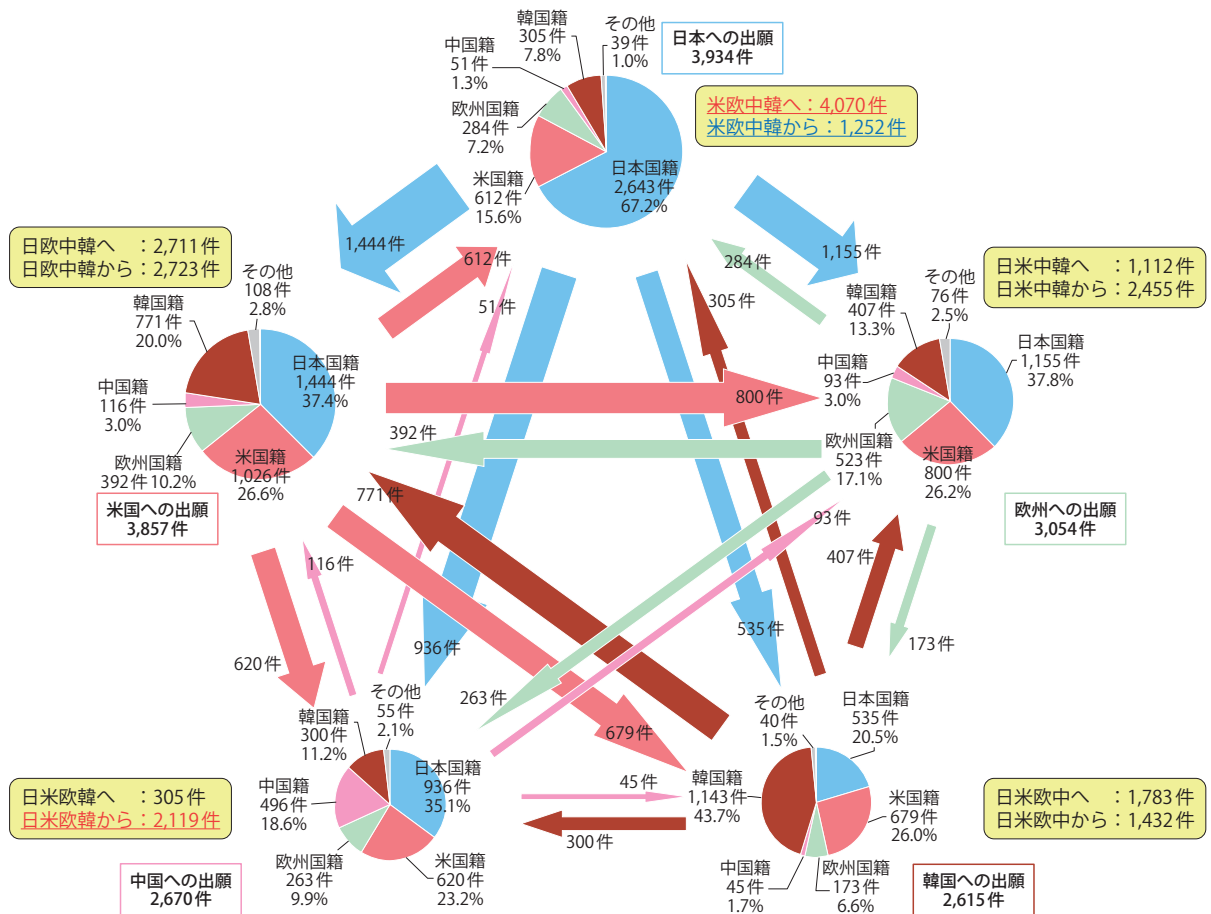 韓国籍
305件
7.8%
その他
39件
1.0%
中国籍
51件
1.3%
欧州国籍
284件
7.2%
米国籍
612件
15.6%
日本国籍
2,643件
67.2%
日本への出願
3,934件
米欧中韓へ：4,070件
米欧中韓から：1,252件
日欧中韓へ　：2,711件
日欧中韓から：2,723件
日米中韓へ　：1,112件
日米中韓から：2,455件
1,444件
612件
51件
1,155件
284件
305件
800件
392件
771件
93件
116件
407件
173件
620件
936件
535件
263件
679件
45件
300件
その他
108件
2.8%
韓国籍
771件
20.0%
中国籍
116件
3.0%
欧州国籍
392件 10.2%
日本国籍
1,444件
37.4%
米国籍
1,026件
26.6%
米国への出願
3,857件
その他
76件
2.5%
韓国籍
407件
13.3%
中国籍
93件
3.0%
欧州国籍
523件
17.1%
日本国籍
1,155件
37.8%
米国籍
800件
26.2%
欧州への出願
3,054件
その他
55件
2.1%
韓国籍
300件
11.2%
中国籍
496件
18.6%
欧州国籍
263件
9.9%
日本国籍
936件
35.1%
米国籍
620件
23.2%
日米欧韓へ　：305件
日米欧韓から：2,119件
中国への出願
2,670件
その他
40件
1.5%
日本国籍
535件
20.5%
韓国籍
1,143件
43.7%
米国籍
679件
26.0%
中国籍
45件
1.7%
欧州国籍
173件
6.6%
日米欧中へ　：1,783件
日米欧中から：1,432件
韓国への出願
2,615件